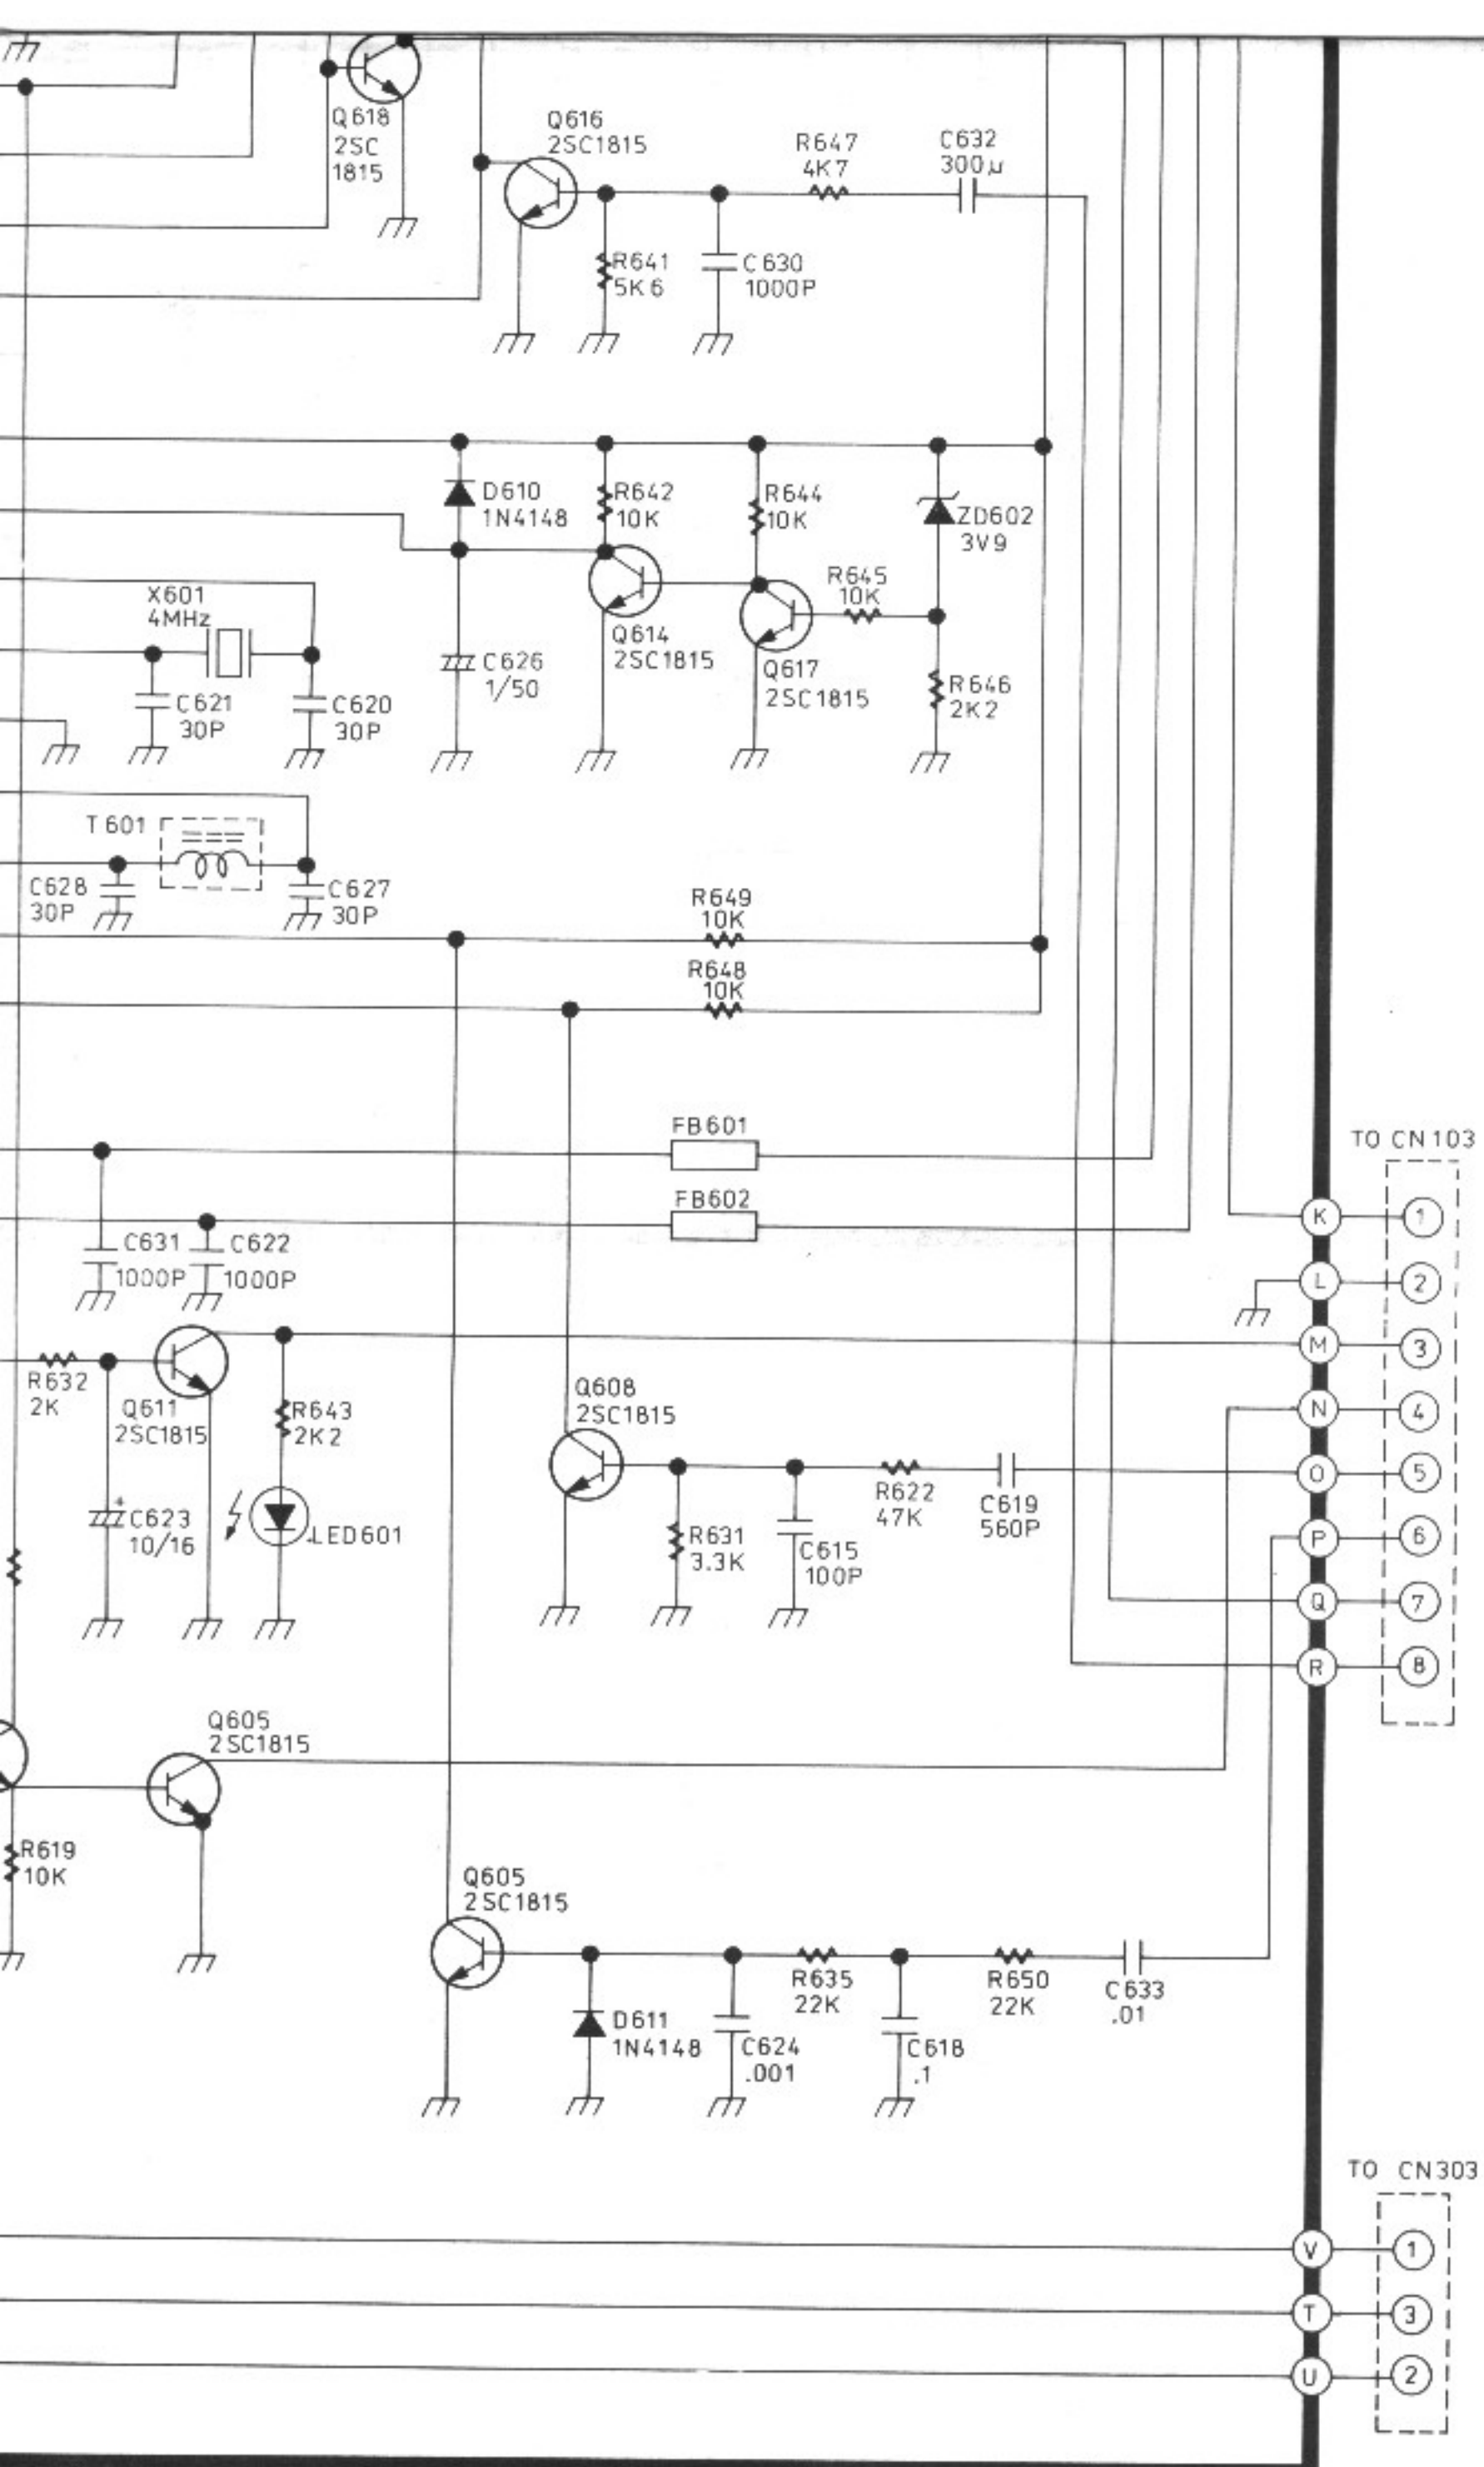 Q618
2SC
1815
Q616
2SC1815
R647
4K7
C632
300µ
R641
5K6
C630
1000P
D610
1N4148
R642
10K
R644
10K
ZD602
3V9
X601
4MHz
R645
10K
Q614
2SC1815
C626
1/50
Q617
2SC1815
R646
2K2
C621
30P
C620
30P
T601
C628
30P
C627
30P
R649
10K
R648
10K
FB601
TO CN103
FB602
K 1
C631
1000P
C622
1000P
L 2
M 3
R632
2K
Q611
2SC1815
R643
2K2
Q608
2SC1815
N 4
O 5
R622
47K
C619
560P
+
C623
10/16
LED601
R631
3.3K
C615
100P
P 6
Q 7
R 8
Q605
2SC1815
R619
10K
Q605
2SC1815
R635
22K
R650
22K
C633
.01
D611
1N4148
C624
.001
C618
.1
TO CN303
V 1
T 3
U 2